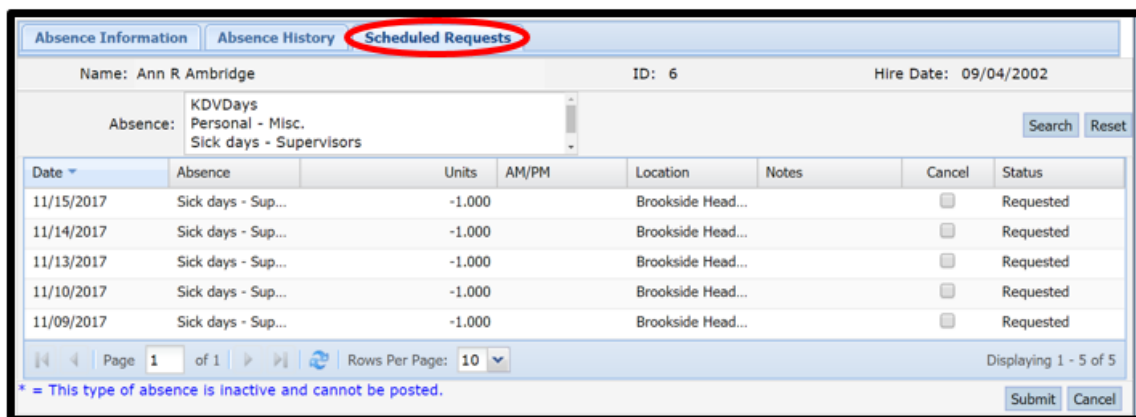 Absence Information Absence History Scheduled Requests
Name: Ann R Ambridge ID: 6 Hire Date: 09/04/2002
Absence:
KDVDays
Personal - Misc.
Sick days - Supervisors
Search Reset
Date Absence Units AM/PM Location Notes Cancel Status
11/15/2017 Sick days - Sup... -1.000 Brookside Head... Requested
11/14/2017 Sick days - Sup... -1.000 Brookside Head... Requested
11/13/2017 Sick days - Sup... -1.000 Brookside Head... Requested
11/10/2017 Sick days - Sup... -1.000 Brookside Head... Requested
11/09/2017 Sick days - Sup... -1.000 Brookside Head... Requested
Page 1 of 1 Rows Per Page: 10 Displaying 1 - 5 of 5
* = This type of absence is inactive and cannot be posted.
Submit Cancel